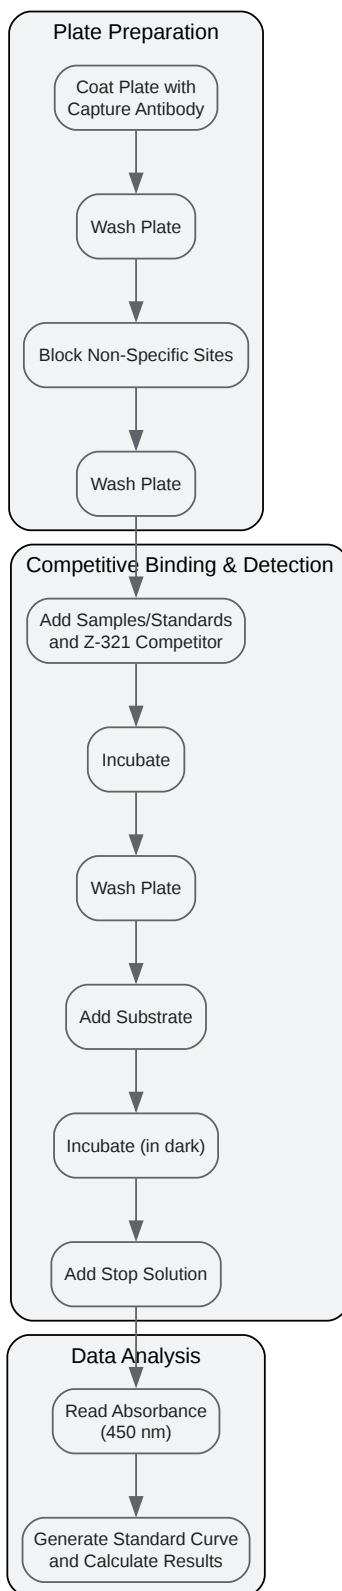 Plate Preparation
Coat Plate with
Capture Antibody
Wash Plate
Block Non-Specific Sites
Wash Plate
Competitive Binding & Detection
Add Samples/Standards
and Z-321 Competitor
Incubate
Wash Plate
Add Substrate
Incubate (in dark)
Add Stop Solution
Data Analysis
Read Absorbance
(450 nm)
Generate Standard Curve
and Calculate Results